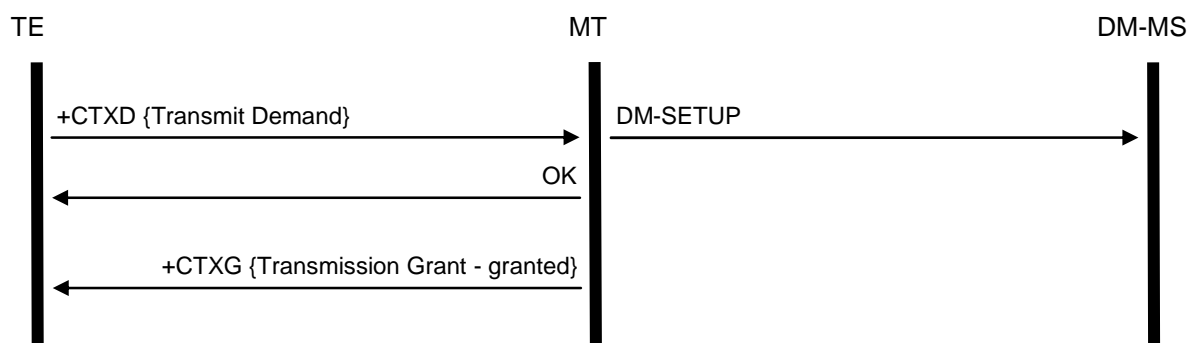 TE MT DM-MS
+CTXD {Transmit Demand} DM-SETUP
OK
+CTXG {Transmission Grant - granted}